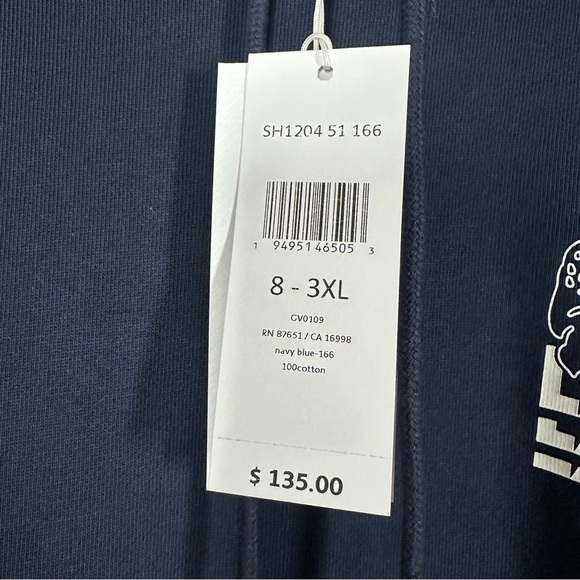 SH1204 51 166
1 94951 46505 3
8 - 3XL
GV0109
RN 87651 / CA 16998
navy blue-166
100cotton
$ 135.00